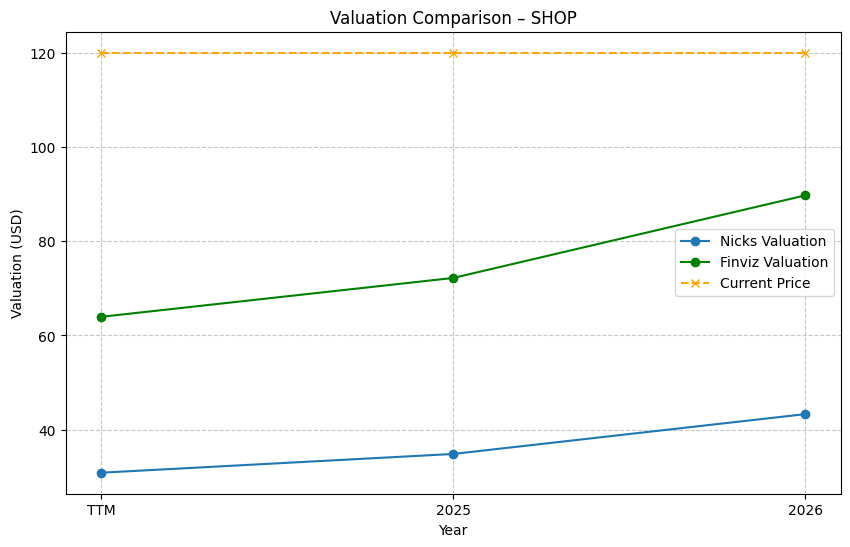 Valuation Comparison – SHOP
Valuation (USD)
120
100
80
60
40
Nicks Valuation
Finviz Valuation
Current Price
TTM
2025
2026
Year